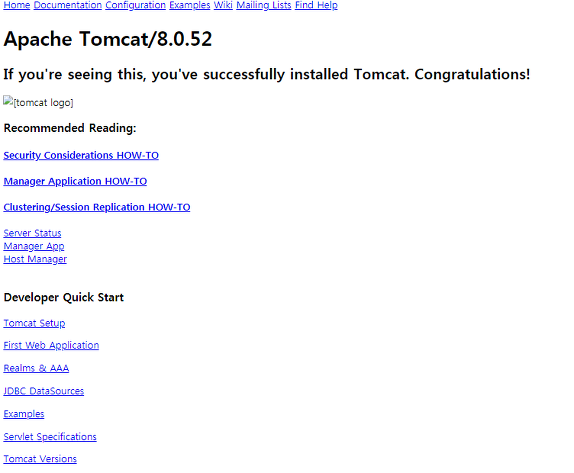 Home Documentation Configuration Examples Wiki Mailing Lists Find Help
Apache Tomcat/8.0.52
If you're seeing this, you've successfully installed Tomcat. Congratulations!
[tomcat logo]
Recommended Reading:
Security Considerations HOW-TO
Manager Application HOW-TO
Clustering/Session Replication HOW-TO
Server Status
Manager App
Host Manager
Developer Quick Start
Tomcat Setup
First Web Application
Realms & AAA
JDBC DataSources
Examples
Servlet Specifications
Tomcat Versions